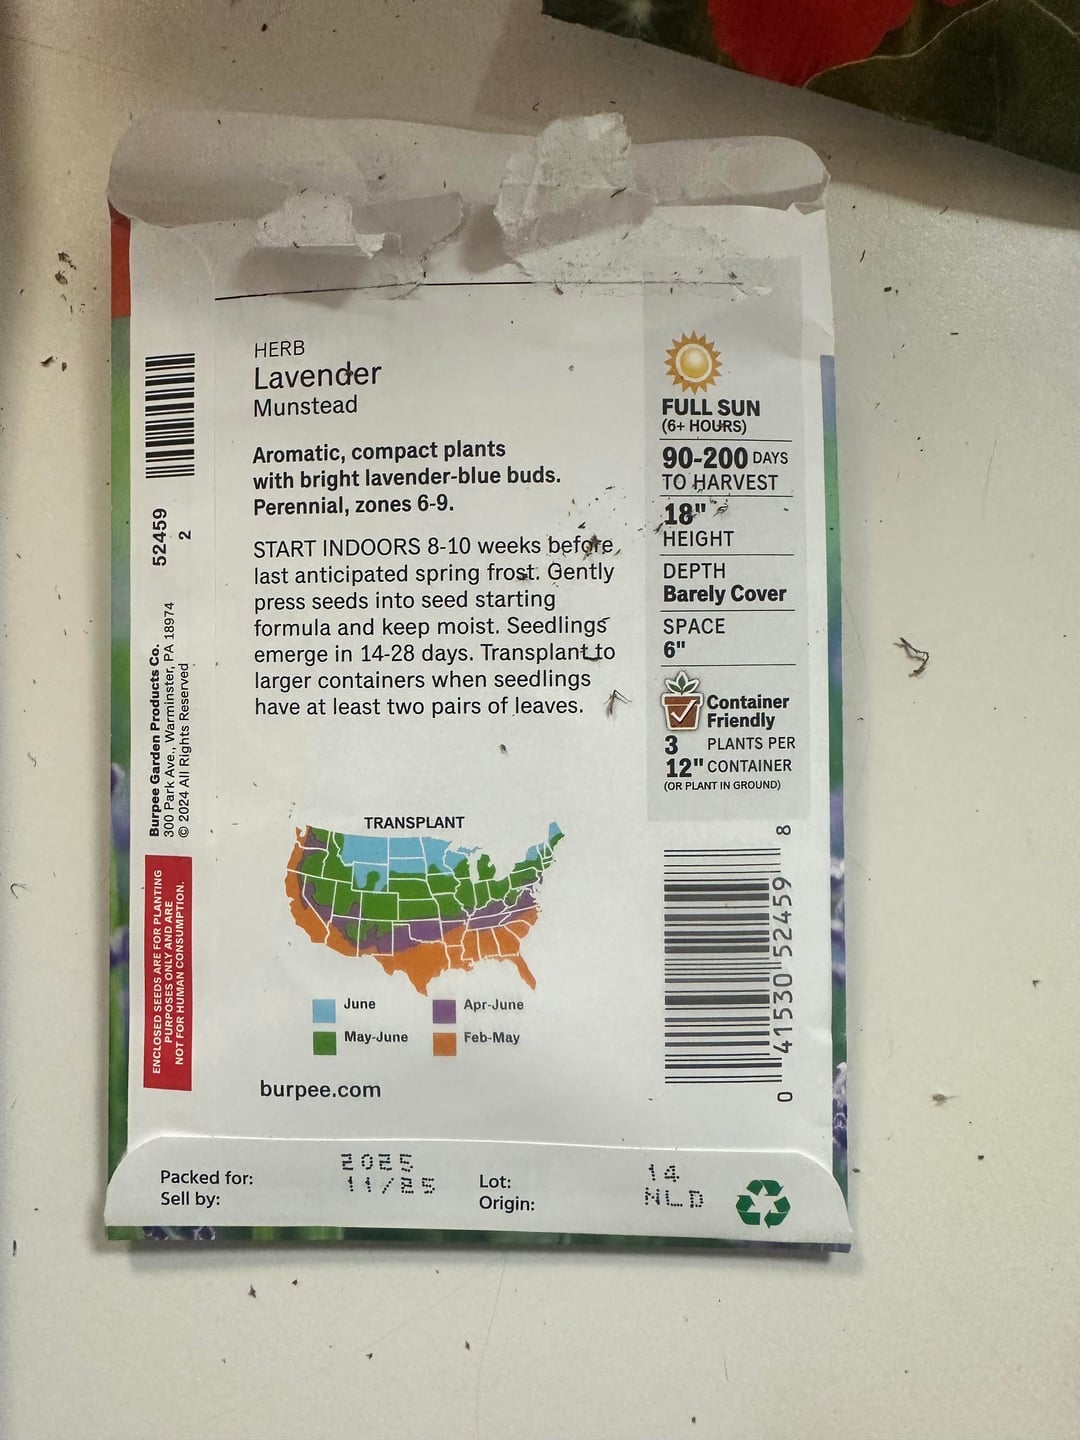 HERB
Lavender
Munstead
Aromatic, compact plants
with bright lavender-blue buds.
Perennial, zones 6-9.
START INDOORS 8-10 weeks before
last anticipated spring frost. Gently
press seeds into seed starting
formula and keep moist. Seedlings
emerge in 14-28 days. Transplant to
larger containers when seedlings
have at least two pairs of leaves.
FULL SUN
(6+ HOURS)
90-200 DAYS
TO HARVEST
18"
HEIGHT
DEPTH
Barely Cover
SPACE
6"
Container
Friendly
3 PLANTS PER
12" CONTAINER
(OR PLANT IN GROUND)
52459
2
Burpee Garden Products Co.
300 Park Ave., Warminster, PA 18974
© 2024 All Rights Reserved
ENCLOSED SEEDS ARE FOR PLANTING
PURPOSES ONLY AND ARE
NOT FOR HUMAN CONSUMPTION.
TRANSPLANT
June
Apr-June
May-June
Feb-May
burpee.com
0 41530 52459 8
Packed for: 2025 Lot: 14
Sell by: 11/25 Origin: NLD